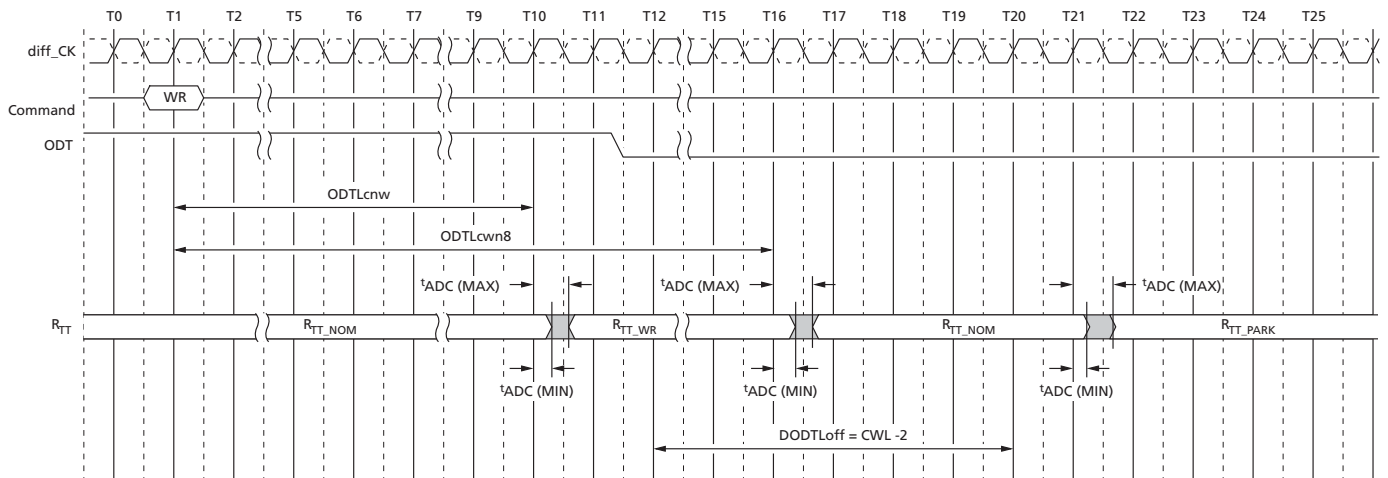 T0 T1 T2 T5 T6 T7 T9 T10 T11 T12 T15 T16 T17 T18 T19 T20 T21 T22 T23 T24 T25
diff_CK
Command WR
ODT
ODTLcnw
ODTLcwn8
tADC (MAX) tADC (MAX) tADC (MAX)
RTT RTT_NOM RTT_WR RTT_NOM RTT_PARK
tADC (MIN) tADC (MIN) tADC (MIN)
DODTLoff = CWL -2